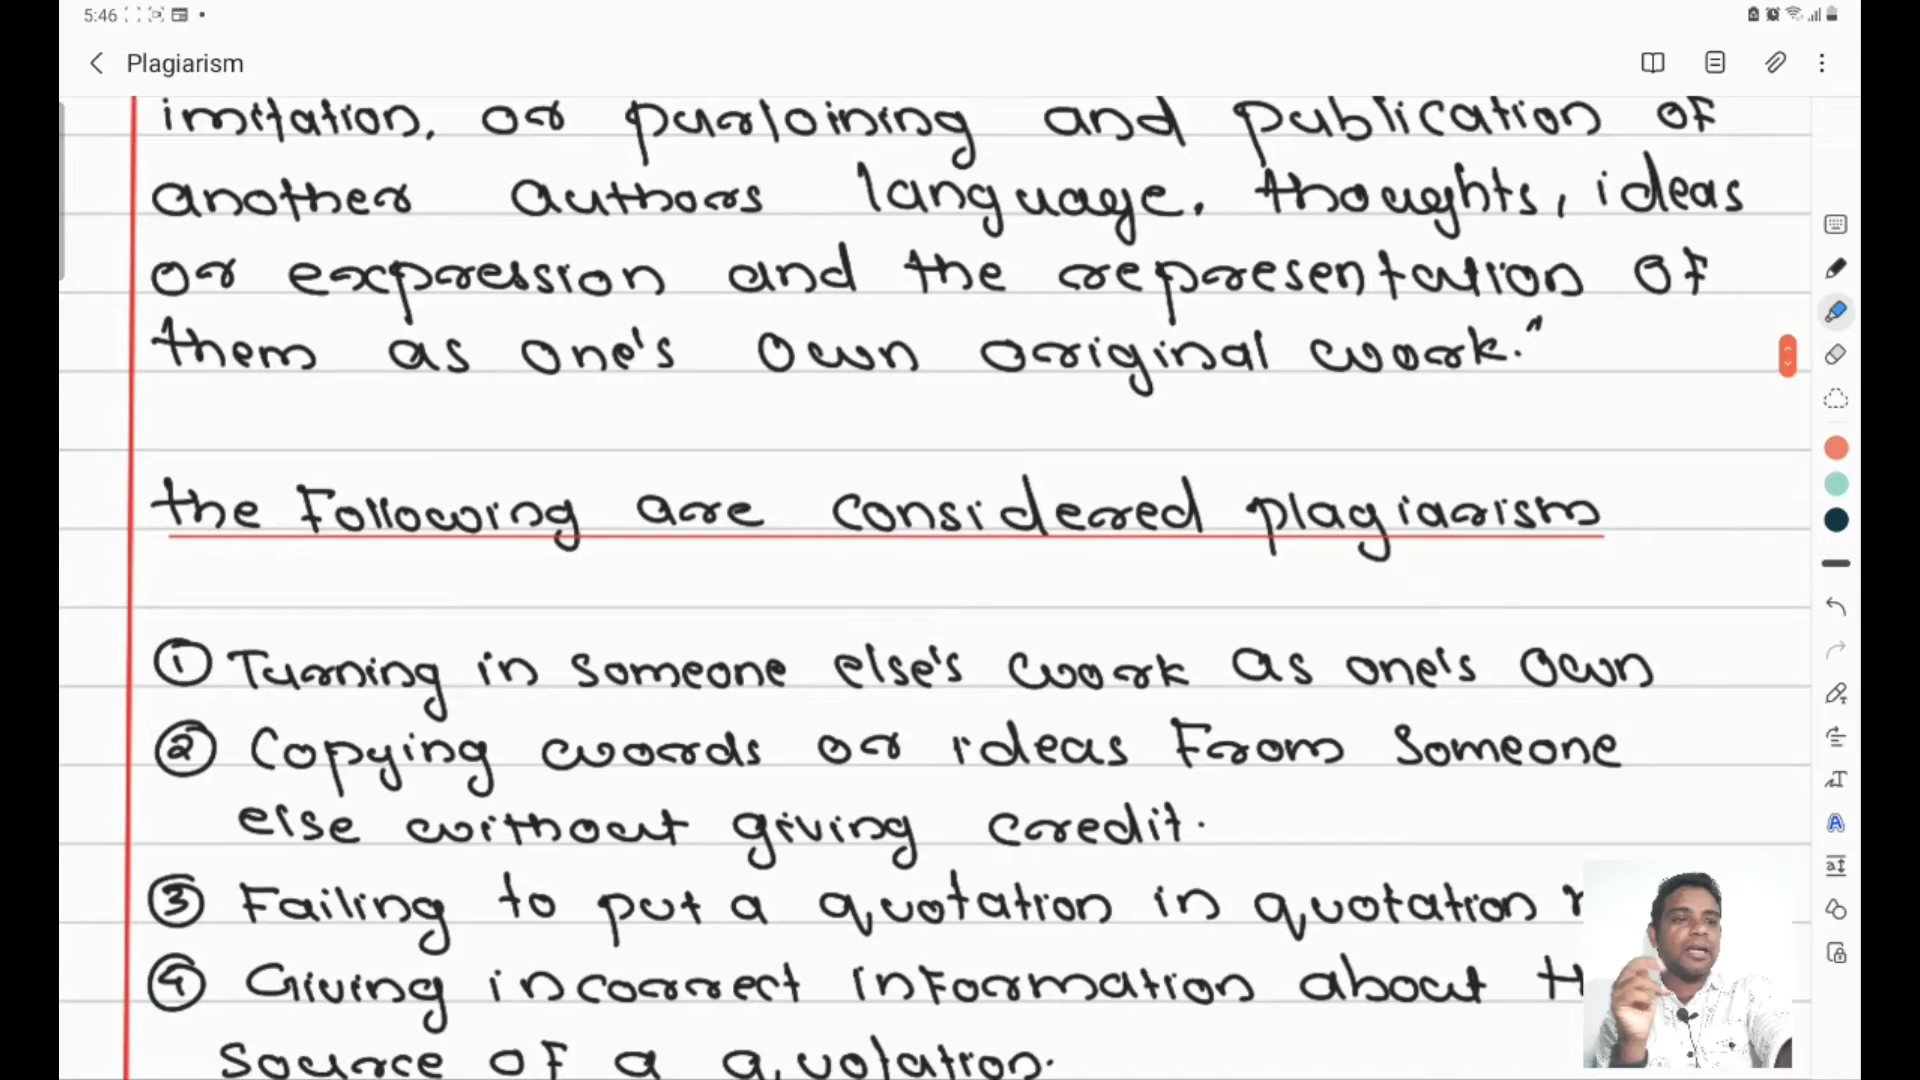 5:46
Plagiarism
imitation, or purloining and publication of
another authors language, thoughts, ideas
or expression and the representation of
them as one's own original work."
the Following are considered plagiarism
① Turning in someone else's work as one's own
② Copying words or ideas From Someone
else without giving credit.
③ Failing to put a quotation in quotation
④ Giving incorrect information about
source of a quotation.